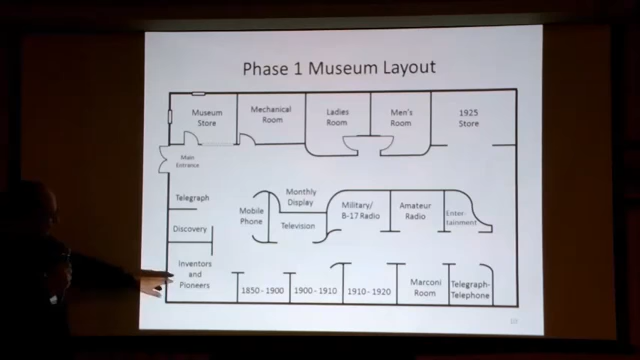 Phase 1 Museum Layout
Museum
Store
Mechanical
Room
Ladies
Room
Men's
Room
1925
Store
Main
Entrance
Telegraph
Discovery
Inventors
and
Pioneers
Mobile
Phone
Monthly
Display
Television
Military/
B-17 Radio
Amateur
Radio
Enter-
tainment
1850 - 1900
1900 - 1910
1910 - 1920
Marconi
Room
Telegraph-
Telephone
10